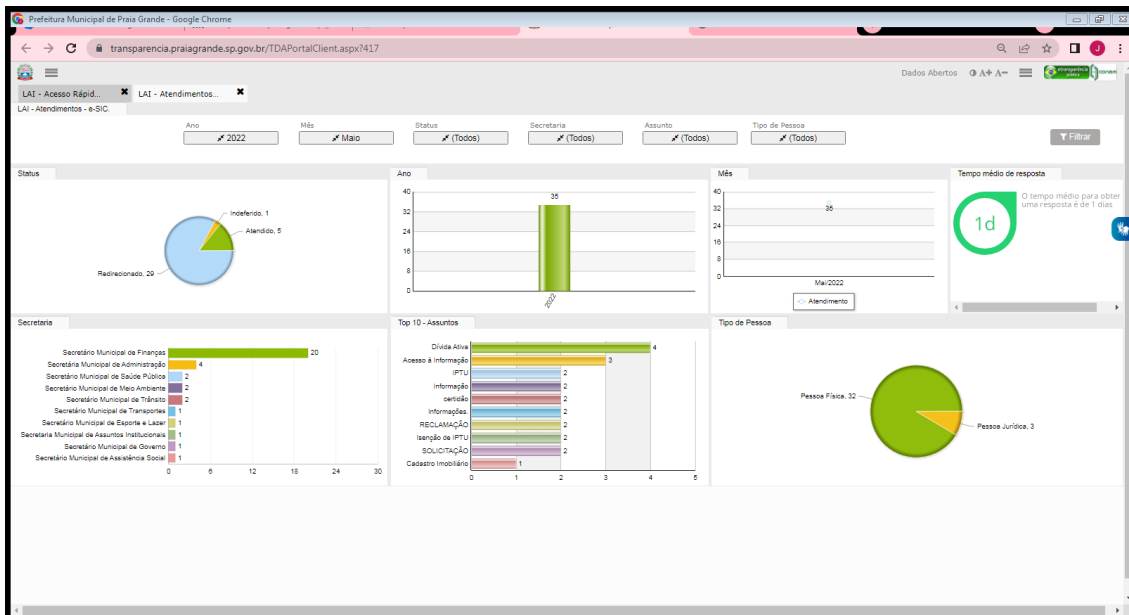 Prefeitura Municipal de Praia Grande - Google Chrome
transparencia.praiagrande.sp.gov.br/TDAPortalClient.aspx?417
J
Dados Abertos A+ A-
LAI - Acesso Rápid... ✖ LAI - Atendimentos... ✖
LAI - Atendimentos - e-SIC.
Ano Mês Status Secretaria Assunto Tipo de Pessoa
2022 Maio (Todos) (Todos) (Todos) (Todos) Filtrar
Status
Indeferido, 1
Atendido, 5
Redirecionado, 29
Ano
40
32
24
16
8
0
35
2022
Mês
40
32
24
16
8
0
35
Mai/2022
Atendimento
Tempo médio de resposta
1d
O tempo médio para obter
uma resposta é de 1 dias
Secretaria
Secretário Municipal de Finanças 20
Secretária Municipal de Administração 4
Secretário Municipal de Saúde Pública 2
Secretário Municipal de Meio Ambiente 2
Secretário Municipal de Trânsito 2
Secretário Municipal de Transportes 1
Secretário Municipal de Esporte e Lazer 1
Secretaria Municipal de Assuntos Institucionais 1
Secretário Municipal de Governo 1
Secretário Municipal de Assistência Social 1
0 6 12 18 24 30
Top 10 - Assuntos
Dívida Ativa 4
Acesso à Informação 3
IPTU 2
Informação 2
certidão 2
Informações. 2
RECLAMAÇÃO 2
Isenção de IPTU 2
SOLICITAÇÃO 2
Cadastro Imobiliário 1
0 1 2 3 4 5
Tipo de Pessoa
Pessoa Física, 32
Pessoa Jurídica, 3